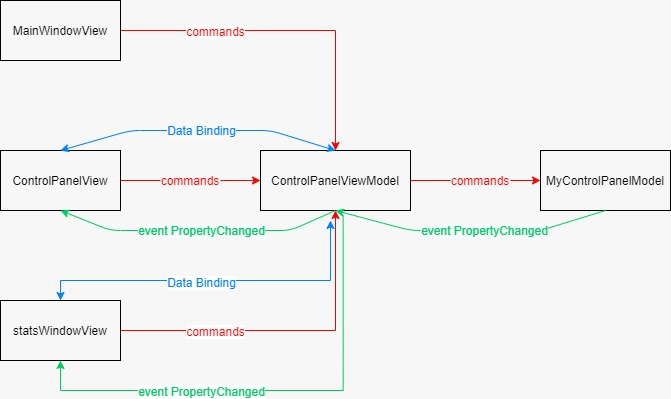 MainWindowView
commands
Data Binding
ControlPanelView
commands
ControlPanelViewModel
commands
MyControlPanelModel
event PropertyChanged
event PropertyChanged
Data Binding
statsWindowView
commands
event PropertyChanged